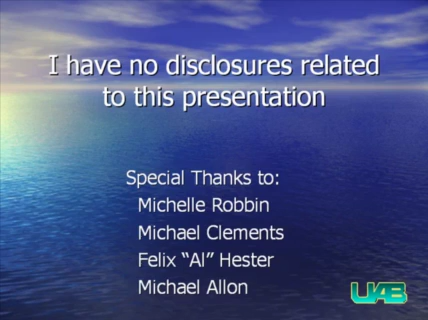 I have no disclosures related
to this presentation
Special Thanks to:
Michelle Robbin
Michael Clements
Felix “Al” Hester
Michael Allon
UAB